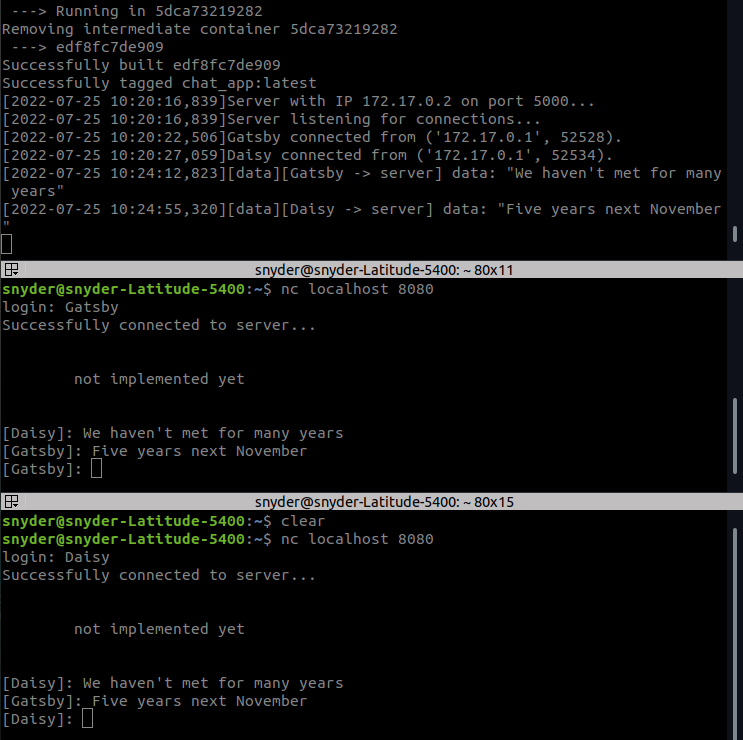 ---> Running in 5dca73219282
Removing intermediate container 5dca73219282
---> edf8fc7de909
Successfully built edf8fc7de909
Successfully tagged chat_app:latest
[2022-07-25 10:20:16,839]Server with IP 172.17.0.2 on port 5000...
[2022-07-25 10:20:16,839]Server listening for connections...
[2022-07-25 10:20:22,506]Gatsby connected from ('172.17.0.1', 52528).
[2022-07-25 10:20:27,059]Daisy connected from ('172.17.0.1', 52534).
[2022-07-25 10:24:12,823][data][Gatsby -> server] data: "We haven't met for many
years"
[2022-07-25 10:24:55,320][data][Daisy -> server] data: "Five years next November
"
snyder@snyder-Latitude-5400: ~ 80x11
snyder@snyder-Latitude-5400:~$ nc localhost 8080
login: Gatsby
Successfully connected to server...
not implemented yet
[Daisy]: We haven't met for many years
[Gatsby]: Five years next November
[Gatsby]:
snyder@snyder-Latitude-5400: ~ 80x15
snyder@snyder-Latitude-5400:~$ clear
snyder@snyder-Latitude-5400:~$ nc localhost 8080
login: Daisy
Successfully connected to server...
not implemented yet
[Daisy]: We haven't met for many years
[Gatsby]: Five years next November
[Daisy]: